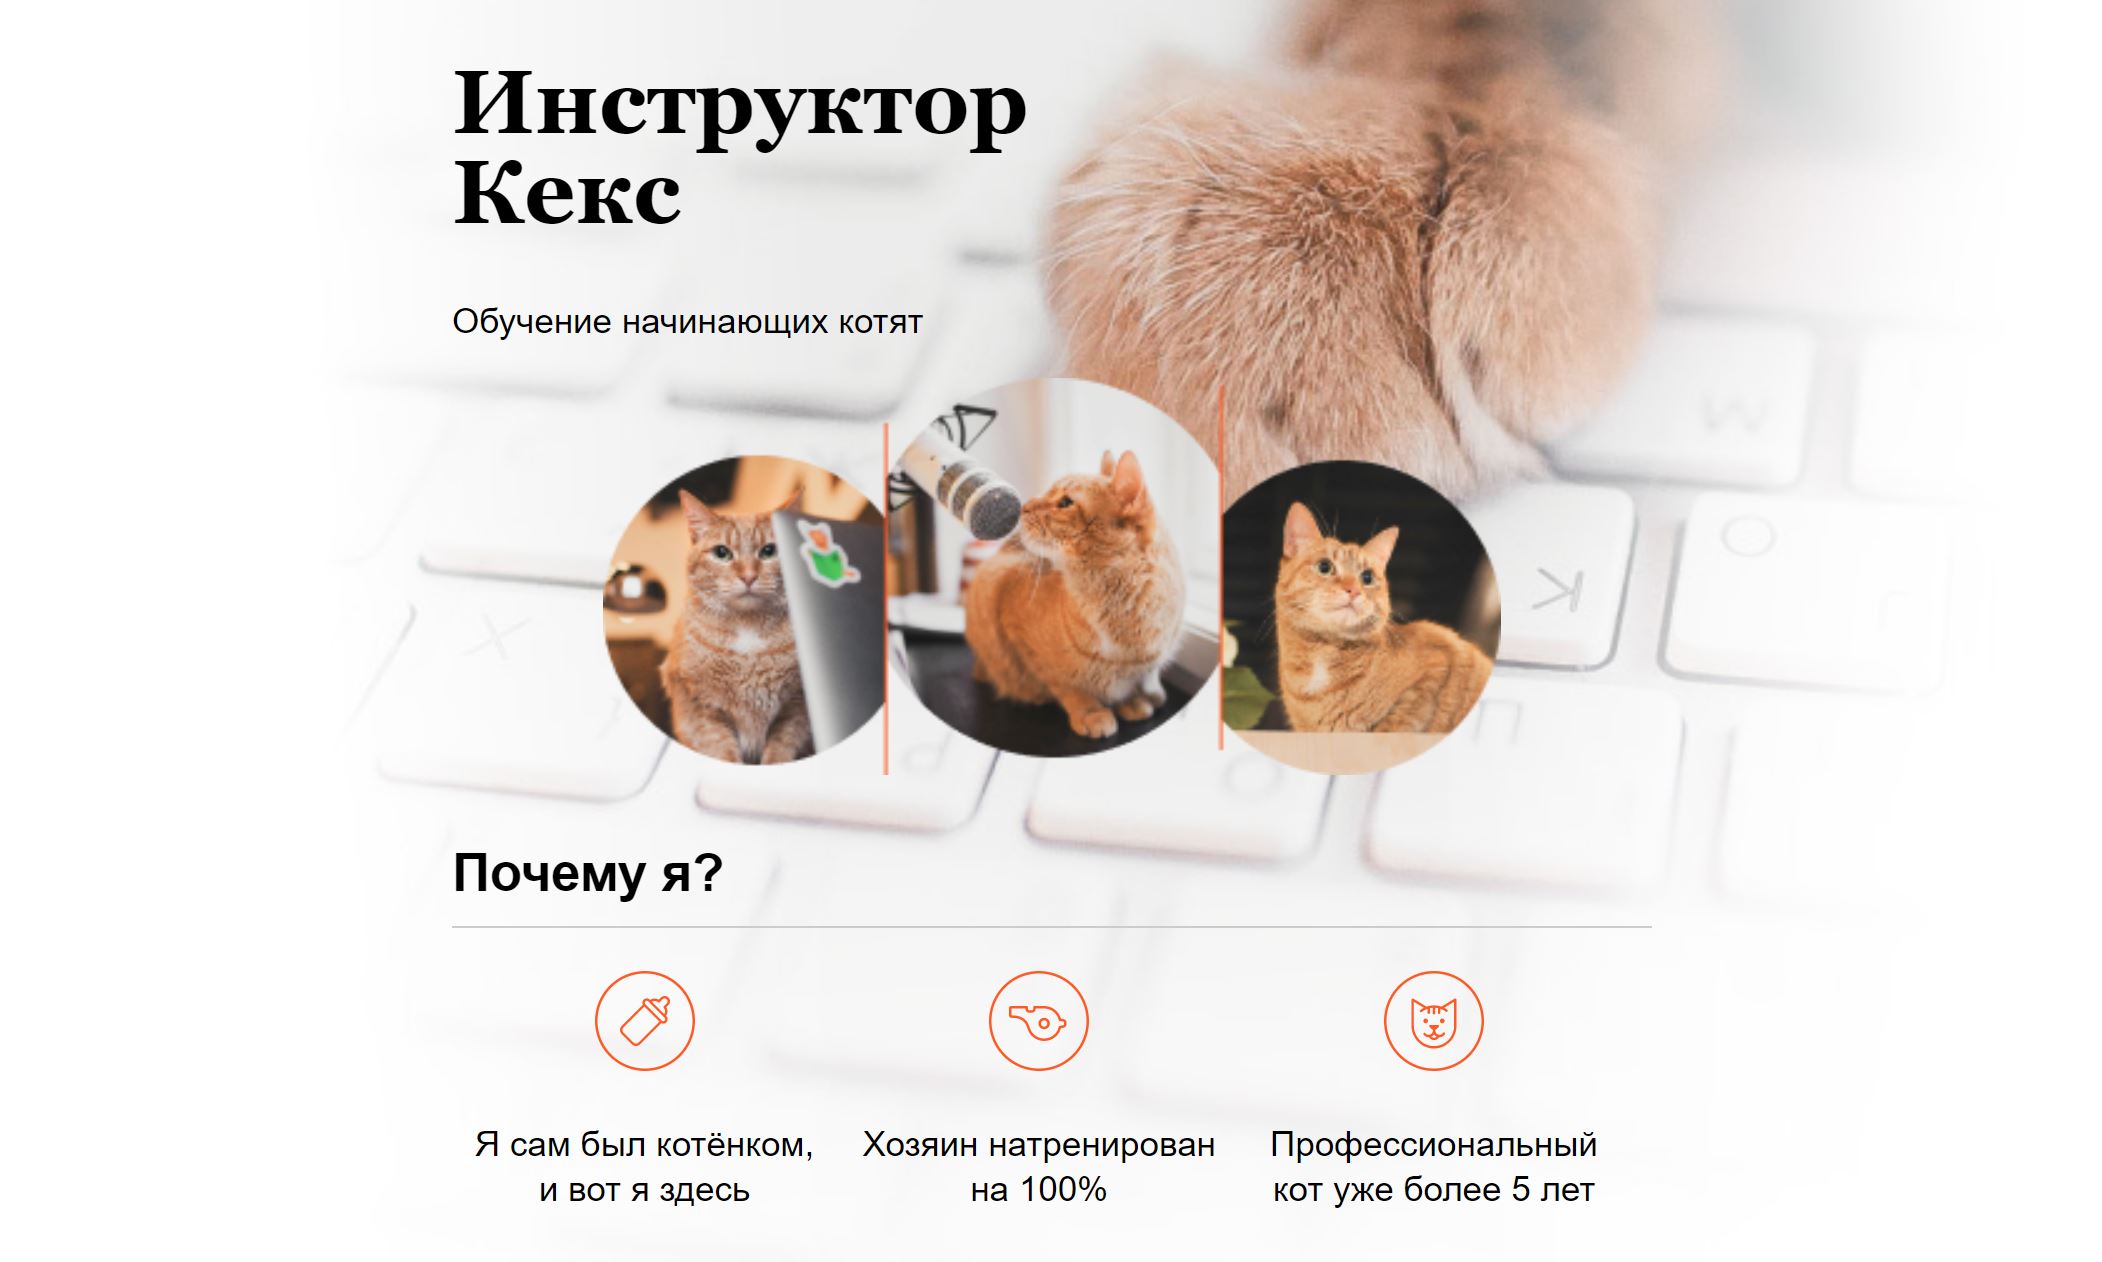 Инструктор
Кекс
Обучение начинающих котят
Почему я?
Я сам был котёнком,
и вот я здесь
Хозяин натренирован
на 100%
Профессиональный
кот уже более 5 лет